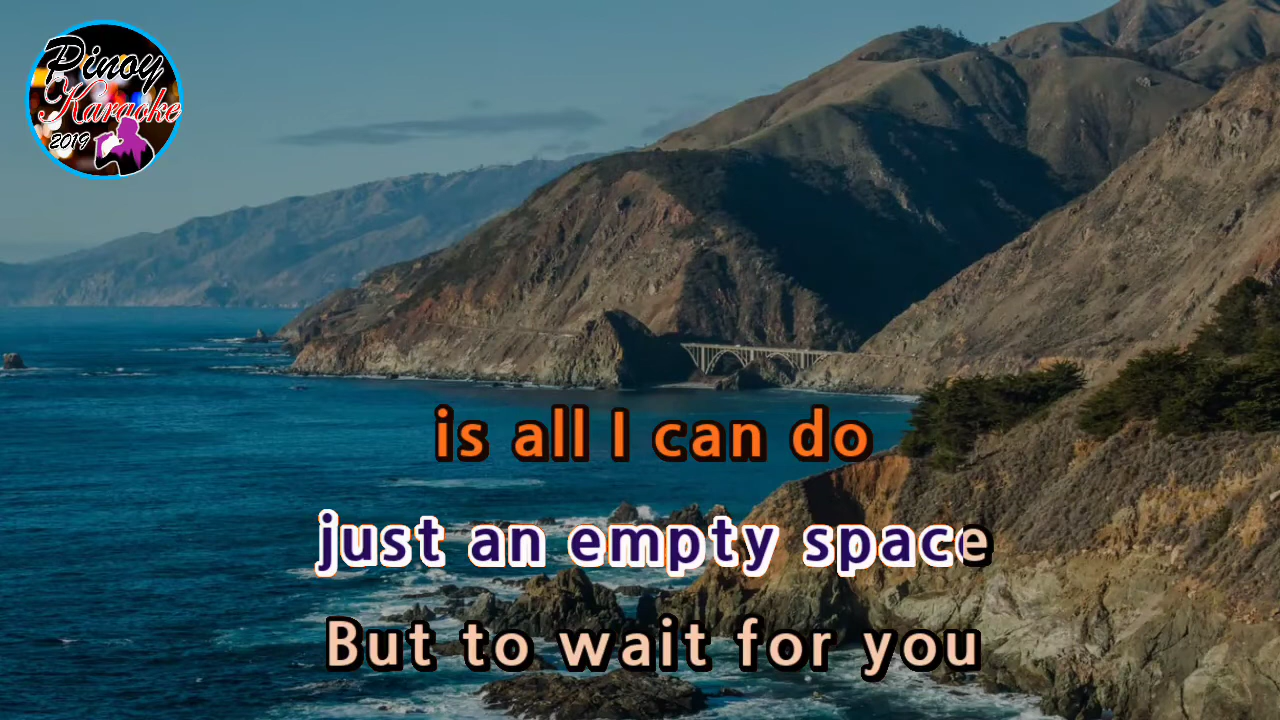 Pinoy
Karaoke
2019
is all I can do
just an empty space
But to wait for you